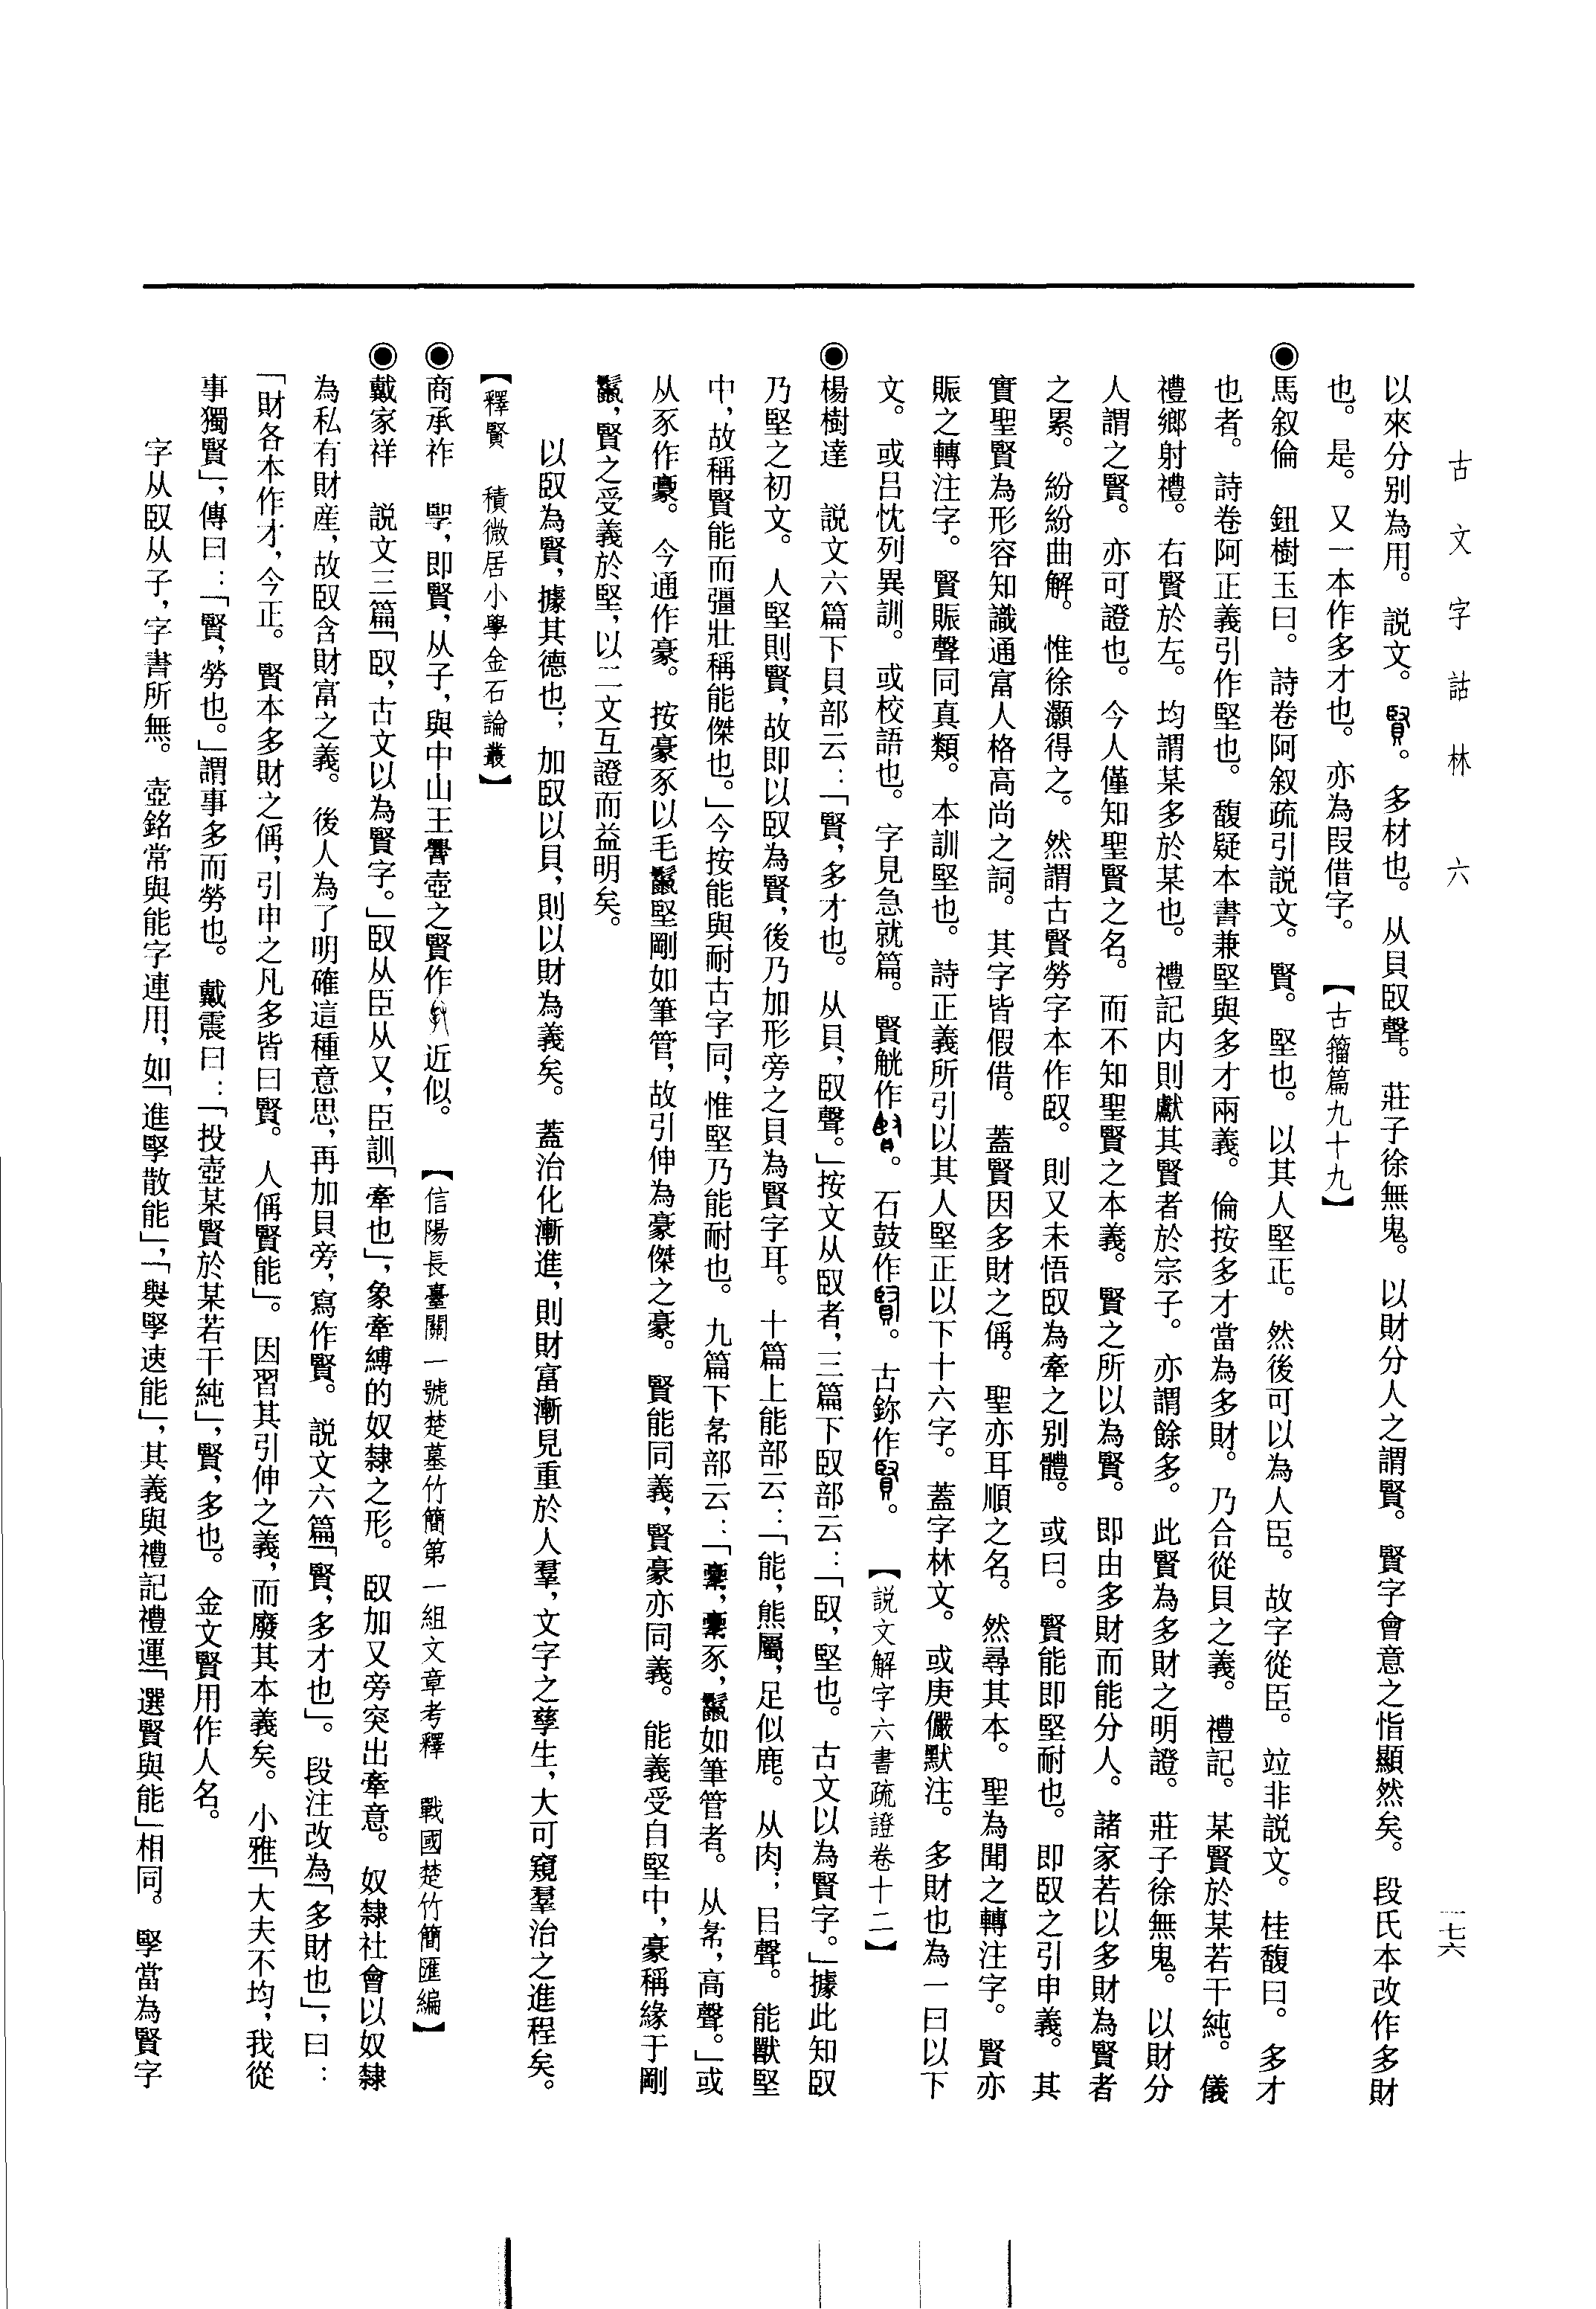 古文字詁林 六
一七六
以來分别為用。説文。賢。多材也。从貝臤聲。莊子徐無鬼。以財分人之謂賢。賢字會意之恉顯然矣。段氏本改作多財
也。是。又一本作多才也。亦為叚借字。【古籀篇九十九】
◉馬叙倫 鈕樹玉曰。詩卷阿叙疏引説文。賢。堅也。以其人堅正。然後可以為人臣。故字從臣。竝非説文。桂馥曰。多才
也者。詩卷阿正義引作堅也。馥疑本書兼堅與多才兩義。倫按多才當為多財。乃合從貝之義。禮記。某賢於某若干純。儀
禮鄉射禮。右賢於左。均謂某多於某也。禮記内則獻其賢者於宗子。亦謂餘多。此賢為多財之明證。莊子徐無鬼。以財分
人謂之賢。亦可證也。今人僅知聖賢之名。而不知聖賢之本義。賢之所以為賢。即由多財而能分人。諸家若以多財為賢者
之累。紛紛曲解。惟徐灝得之。然謂古賢勞字本作臤。則又未悟臤為牽之别體。或曰。賢能即堅耐也。即臤之引申義。其
實聖賢為形容知識通富人格高尚之詞。其字皆假借。蓋賢因多財之偁。聖亦耳順之名。然尋其本。聖為聞之轉注字。賢亦
賑之轉注字。賢賑聲同真類。本訓堅也。詩正義所引以其人堅正以下十六字。蓋字林文。或庾儼默注。多財也為一曰以下
文。或吕忱列異訓。或校語也。字見急就篇。賢觥作。石鼓作。古鉨作。【説文解字六書疏證卷十二】
◉楊樹達 説文六篇下貝部云：「賢，多才也。从貝，臤聲。」按文从臤者，三篇下臤部云：「臤，堅也。古文以為賢字。」據此知臤
乃堅之初文。人堅則賢，故即以臤為賢，後乃加形旁之貝為賢字耳。十篇上能部云：「能，熊屬，足似鹿。从肉；㠯聲。能獸堅
中，故稱賢能而彊壯稱能傑也。」今按能與耐古字同，惟堅乃能耐也。九篇下㣇部云：「豪，豪豕，鬣如筆管者。从㣇，高聲。」或
从豕作豪。今通作豪。按豪豕以毛鬣堅剛如筆管，故引伸為豪傑之豪。賢能同義，賢豪亦同義。能義受自堅中，豪稱緣于剛
鬣，賢之受義於堅，以二文互證而益明矣。
以臤為賢，據其德也；加臤以貝，則以財為義矣。蓋治化漸進，則財富漸見重於人羣，文字之孳生，大可窺羣治之進程矣。
【釋賢 積微居小學金石論叢】
◉商承祚 孯，即賢，从子，與中山王䯂壺之賢作近似。【信陽長臺關一號楚墓竹簡第一組文章考釋 戰國楚竹簡匯編】
◉戴家祥 説文三篇「臤，古文以為賢字。」臤从臣从又，臣訓「牽也」，象牽縛的奴隸之形。臤加又旁突出牽意。奴隸社會以奴隸
為私有財産，故臤含財富之義。後人為了明確這種意思，再加貝旁，寫作賢。説文六篇「賢，多才也」。段注改為「多財也」，曰：
「財各本作才，今正。賢本多財之偁，引申之凡多皆曰賢。人偁賢能」。因習其引伸之義，而廢其本義矣。小雅「大夫不均，我從
事獨賢」，傳曰：「賢，勞也。」謂事多而勞也。戴震曰：「投壺某賢於某若干純」，賢，多也。金文賢用作人名。
字从臤从子，字書所無。壺銘常與能字連用，如「進孯散能」，「舉孯速能」，其義與禮記禮運「選賢與能」相同。孯當為賢字